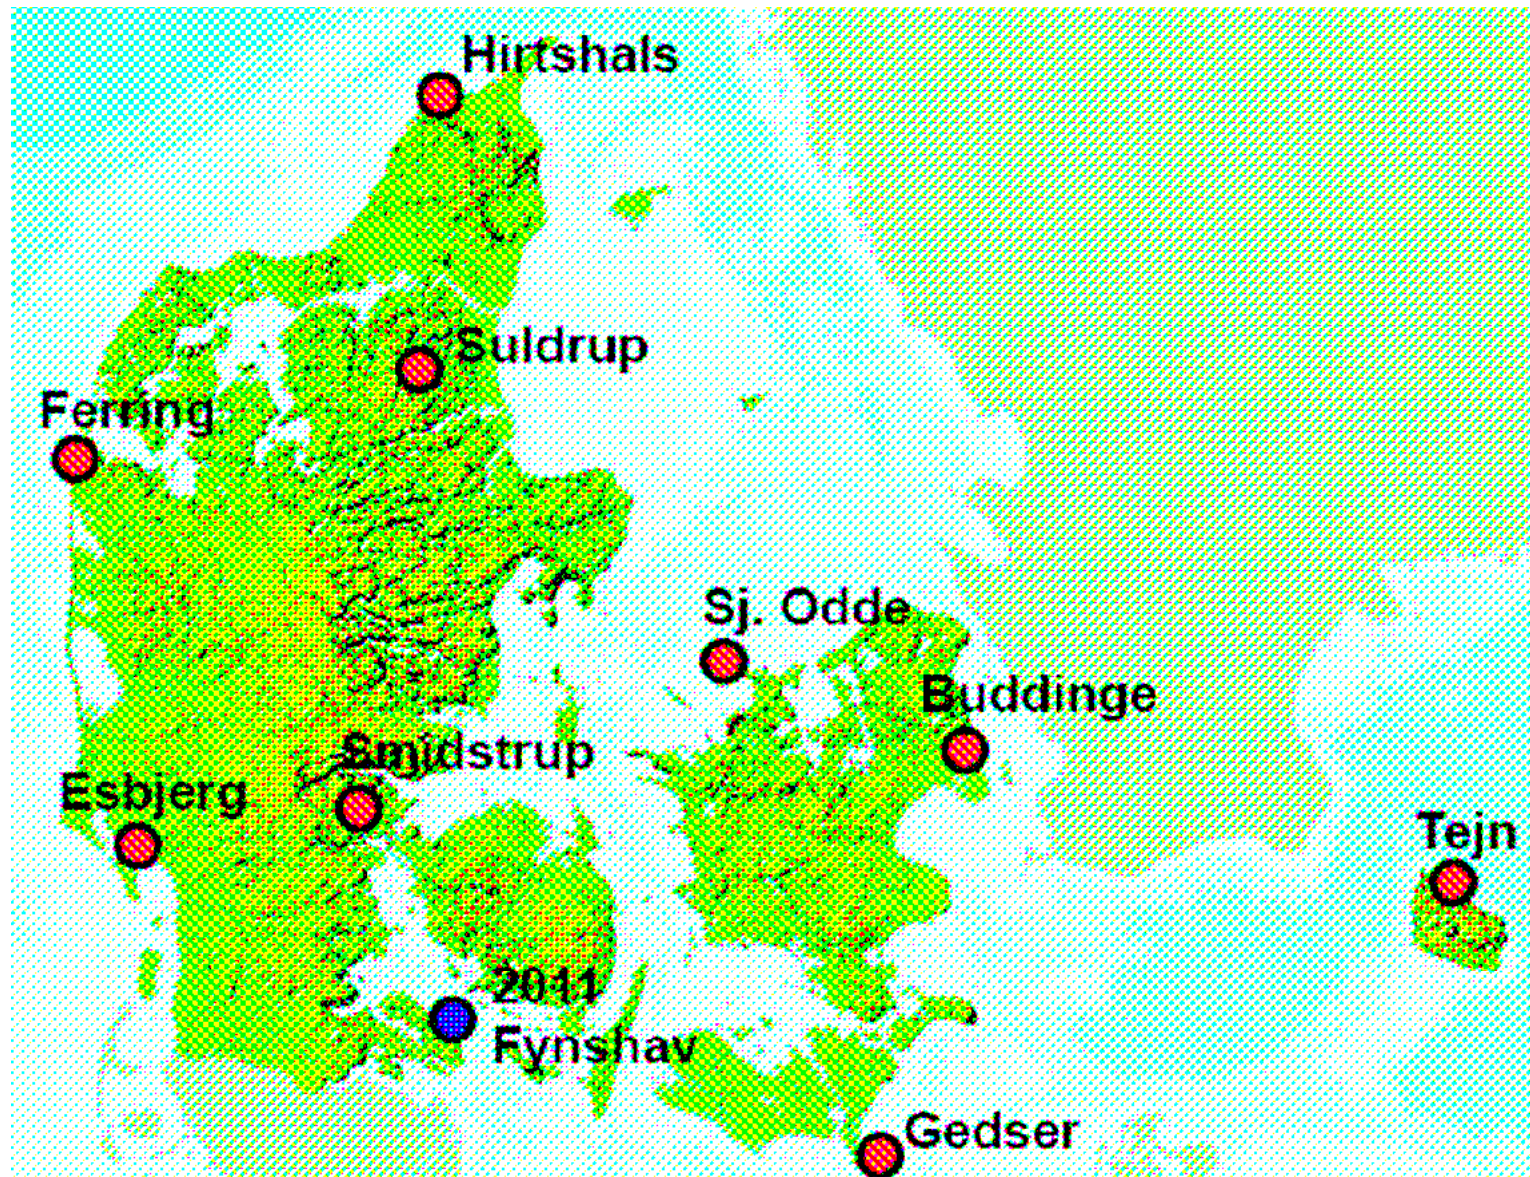 Hirtshals
Suldrup
Ferring
Sj. Odde
Buddinge
Smidstrup
Esbjerg
Tejn
2011
Fynshav
Gedser